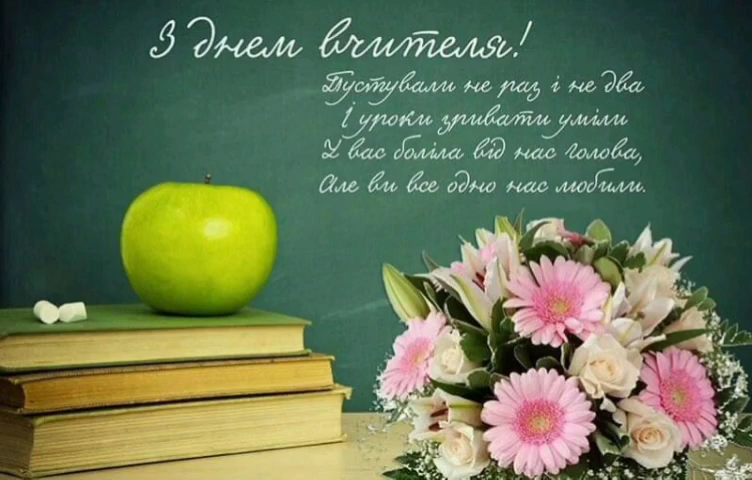 З днем вчителя!
Пустували не раз і не два
І уроки зривати уміли
У вас боліла від нас голова,
Але ви все одно нас любили.